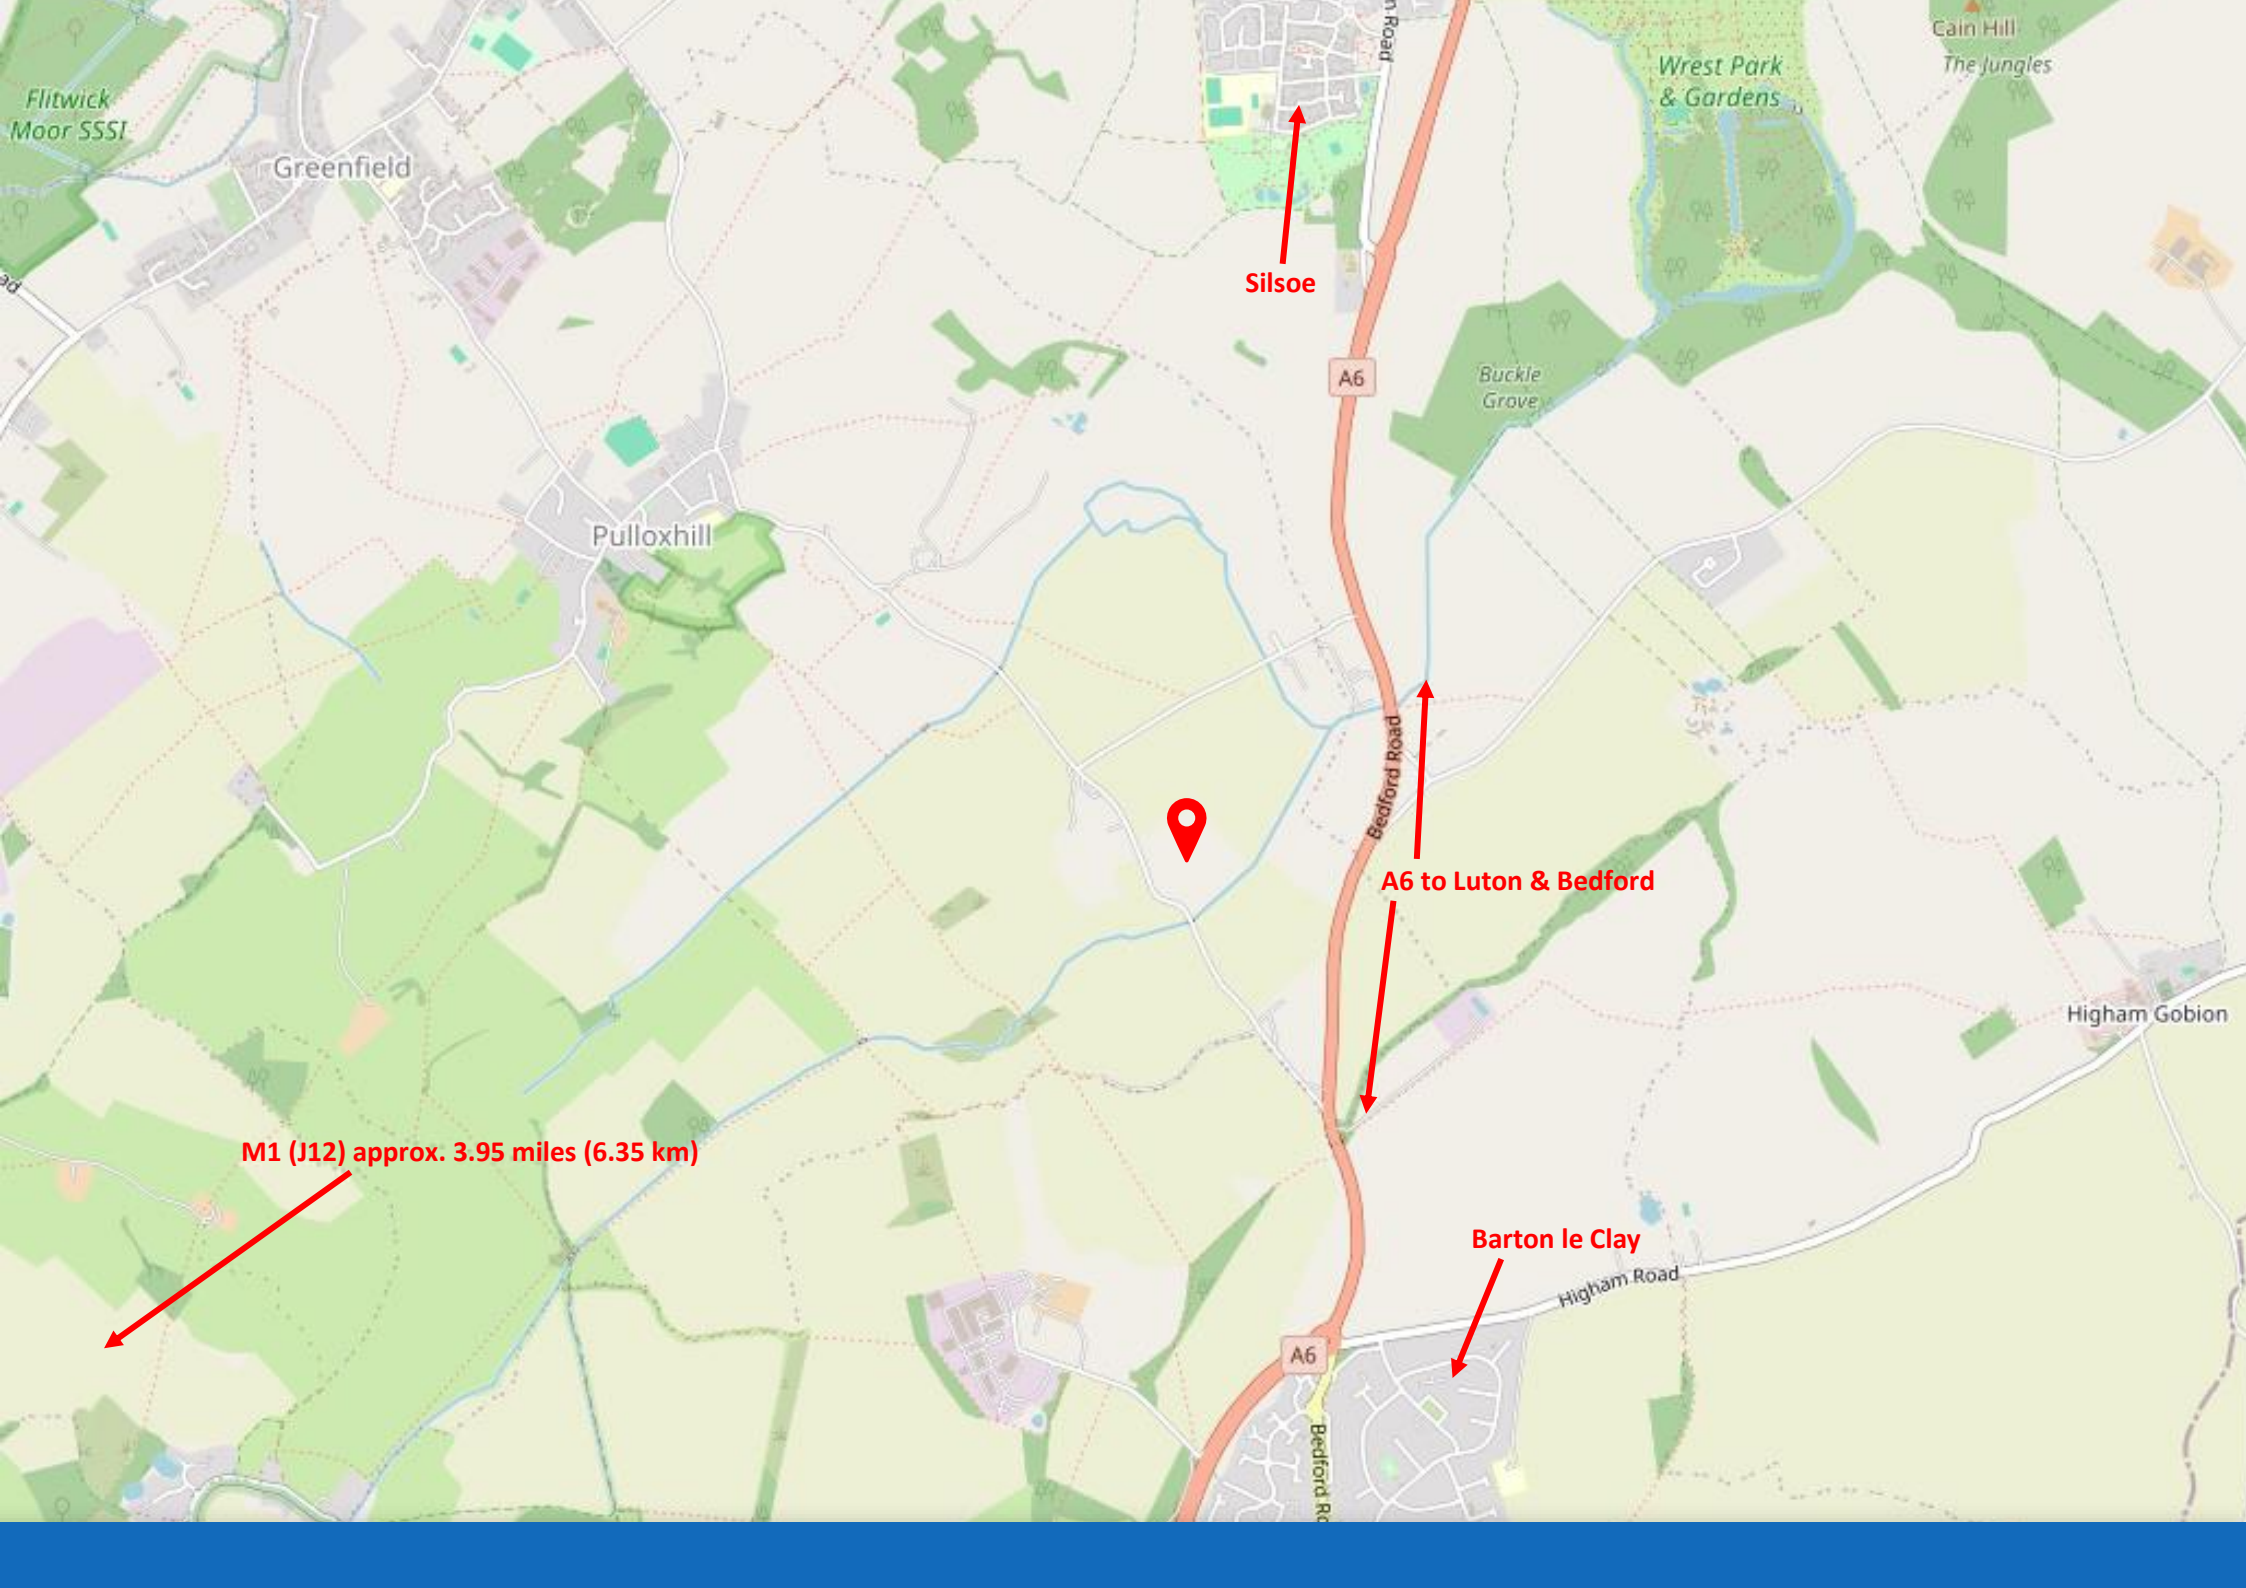 Cain Hill
The Jungles
Wrest Park
& Gardens
Flitwick
Moor SSSI
Greenfield
Silsoe
A6
Buckle
Grove
Pulloxhill
Bedford Road
A6 to Luton & Bedford
Higham Gobion
M1 (J12) approx. 3.95 miles (6.35 km)
Barton le Clay
Higham Road
A6
Bedford